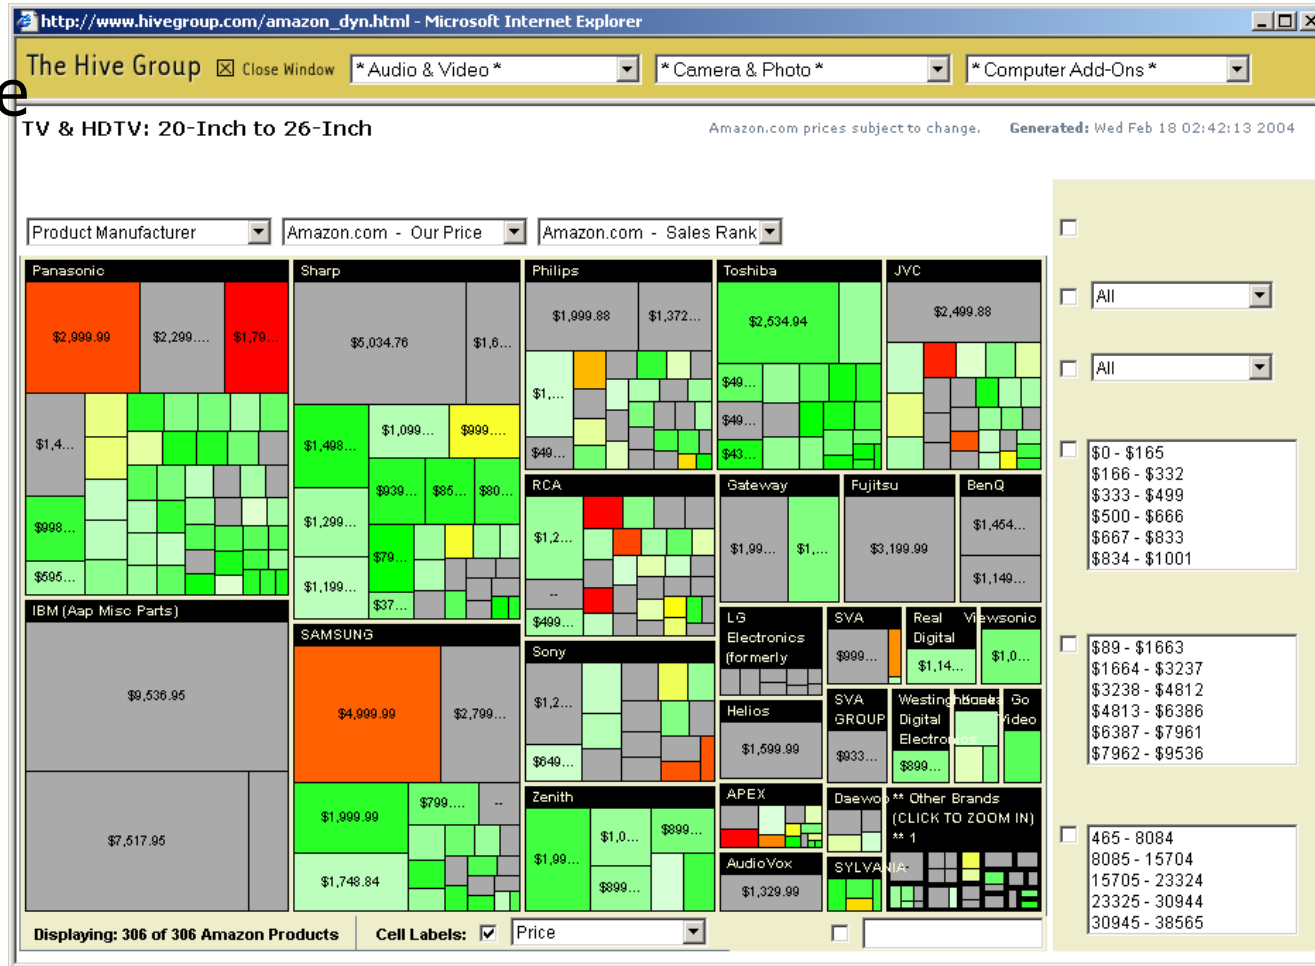 http://www.hivegroup.com/amazon_dyn.html - Microsoft Internet Explorer
The Hive Group Close Window *Audio & Video* *Camera & Photo* *Computer Add-Ons*
e
TV & HDTV: 20-Inch to 26-Inch Amazon.com prices subject to change. Generated: Wed Feb 18 02:42:13 2004
Product Manufacturer Amazon.com - Our Price Amazon.com - Sales Rank
Panasonic
$2,999.99 $2,299.... $1,79...
$1,4...
$998...
$595...
Sharp
$5,034.76 $1,6...
$1,498... $1,099... $999....
$939... $85... $80...
$1,299...
$79...
$1,199...
$37...
Philips
$1,999.88 $1,372...
$1,...
$49...
Toshiba
$2,534.94
$49...
$49...
$43...
JVC
$2,499.88
RCA
$1,2...
--
$499...
Gateway
$1,99... $1,...
Fujitsu
$3,199.99
BenQ
$1,454...
$1,149...
IBM (Aap Misc Parts)
$9,536.95
$7,517.95
SAMSUNG
$4,999.99 $2,799...
$1,999.99 $799.... --
$1,748.84
Sony
$1,2...
$649...
Zenith
$1,99... $1,0... $899...
$899...
LG
Electronics
(formerly
SVA
$999...
Real
Digital
$1,14...
Viewsonic
$1,0...
Helios
$1,599.99
SVA
GROUP
$933...
Westinghouse
Digital
Electronics
$899...
Go
Video
APEX
Daewoo
** Other Brands
(CLICK TO ZOOM IN)
** 1
AudioVox
$1,329.99
SYLVANIA
All
All
$0 - $165
$166 - $332
$333 - $499
$500 - $666
$667 - $833
$834 - $1001
$89 - $1663
$1664 - $3237
$3238 - $4812
$4813 - $6386
$6387 - $7961
$7962 - $9536
465 - 8084
8085 - 15704
15705 - 23324
23325 - 30944
30945 - 38565
Displaying: 306 of 306 Amazon Products Cell Labels: Price